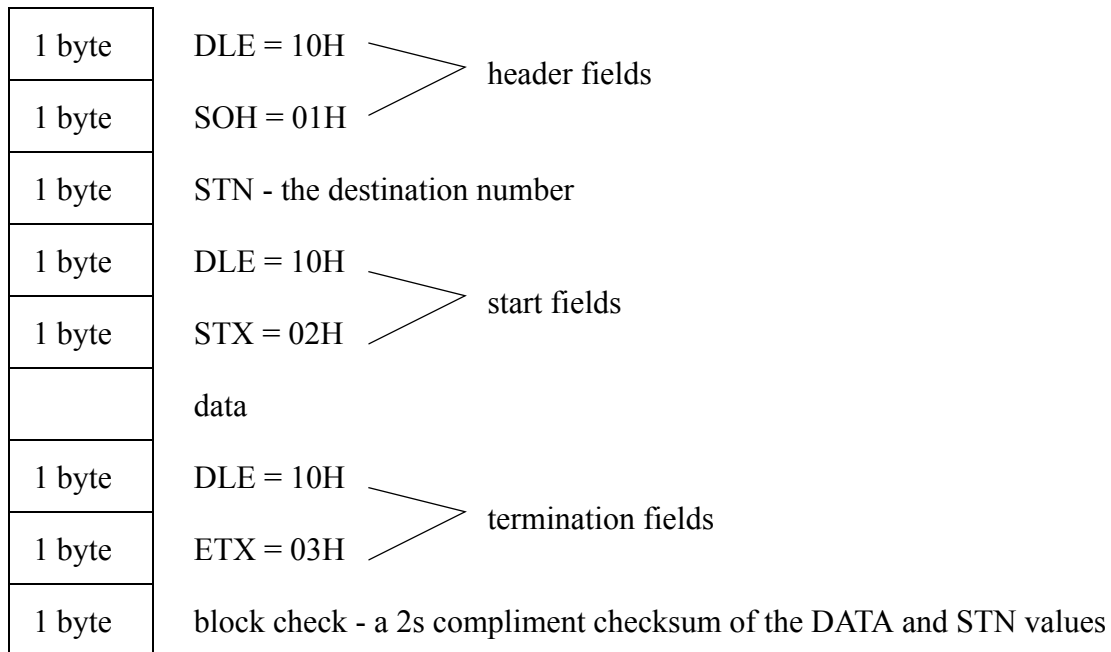 1 byte DLE = 10H
header fields
1 byte SOH = 01H
1 byte STN - the destination number
1 byte DLE = 10H
start fields
1 byte STX = 02H
data
1 byte DLE = 10H
termination fields
1 byte ETX = 03H
1 byte block check - a 2s compliment checksum of the DATA and STN values